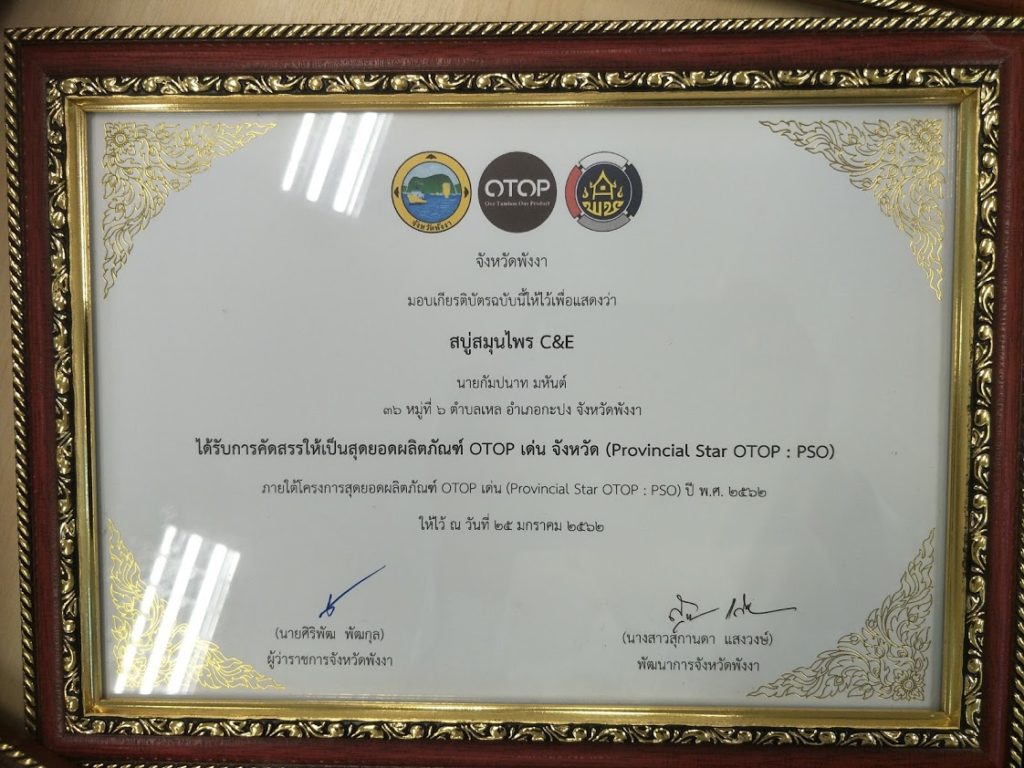 จังหวัดพังงา
OTOP
One Tambon One Product
พช
จังหวัดพังงา
มอบเกียรติบัตรฉบับนี้ให้ไว้เพื่อแสดงว่า
สบู่สมุนไพร C&E
นายกัมปนาท มหันต์
๓๖ หมู่ที่ ๖ ตำบลเหล อำเภอกะปง จังหวัดพังงา
ได้รับการคัดสรรให้เป็นสุดยอดผลิตภัณฑ์ OTOP เด่น จังหวัด (Provincial Star OTOP : PSO)
ภายใต้โครงการสุดยอดผลิตภัณฑ์ OTOP เด่น (Provincial Star OTOP : PSO) ปี พ.ศ. ๒๕๖๒
ให้ไว้ ณ วันที่ ๒๕ มกราคม ๒๕๖๒
(นายศิริพัฒ พัฒกุล)
ผู้ว่าราชการจังหวัดพังงา
(นางสาวสุ์กานดา แสงวงษ์)
พัฒนาการจังหวัดพังงา